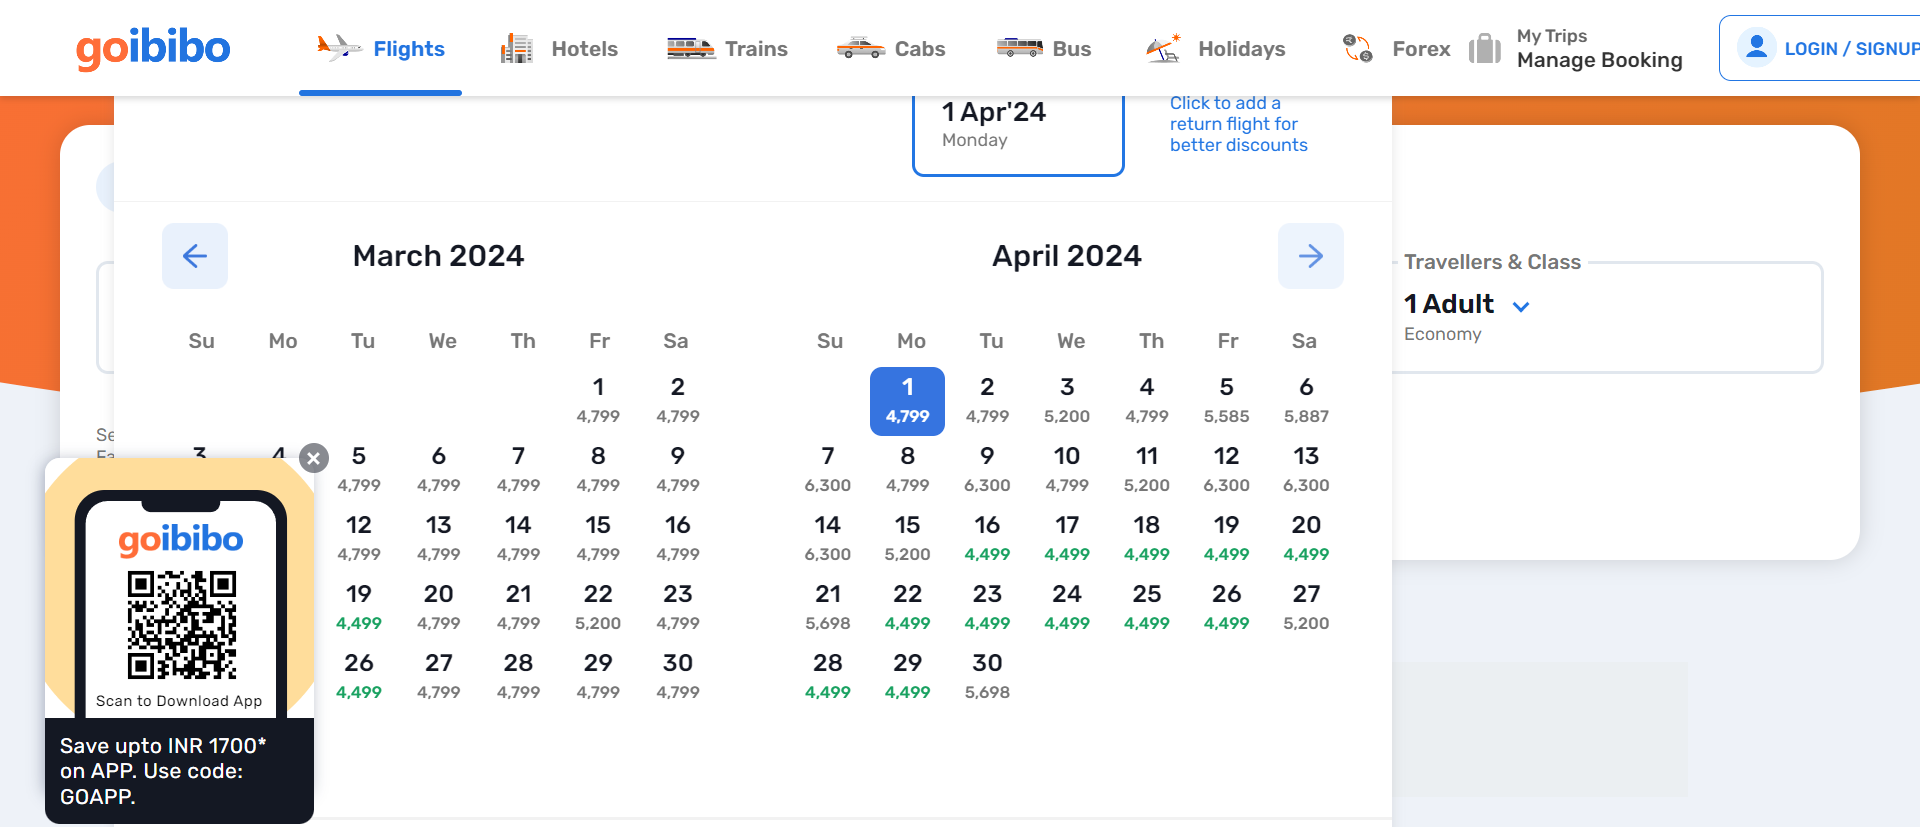 goibibo
Flights
Hotels
Trains
Cabs
Bus
Holidays
Forex
My Trips
Manage Booking
LOGIN / SIGNUP
1 Apr'24
Monday
Click to add a
return flight for
better discounts
March 2024
Su Mo Tu We Th Fr Sa
1 2
4,799 4,799
3 4 5 6 7 8 9
4,799 4,799 4,799 4,799 4,799
12 13 14 15 16
4,799 4,799 4,799 4,799 4,799
19 20 21 22 23
4,499 4,799 4,799 5,200 4,799
26 27 28 29 30
4,499 4,799 4,799 4,799 4,799
April 2024
Su Mo Tu We Th Fr Sa
1 2 3 4 5 6
4,799 4,799 5,200 4,799 5,585 5,887
7 8 9 10 11 12 13
6,300 4,799 6,300 4,799 5,200 6,300 6,300
14 15 16 17 18 19 20
6,300 5,200 4,499 4,499 4,499 4,499 4,499
21 22 23 24 25 26 27
5,698 4,499 4,499 4,499 4,499 4,499 5,200
28 29 30
4,499 4,499 5,698
Travellers & Class
1 Adult
Economy
goibibo
Scan to Download App
Save upto INR 1700*
on APP. Use code:
GOAPP.